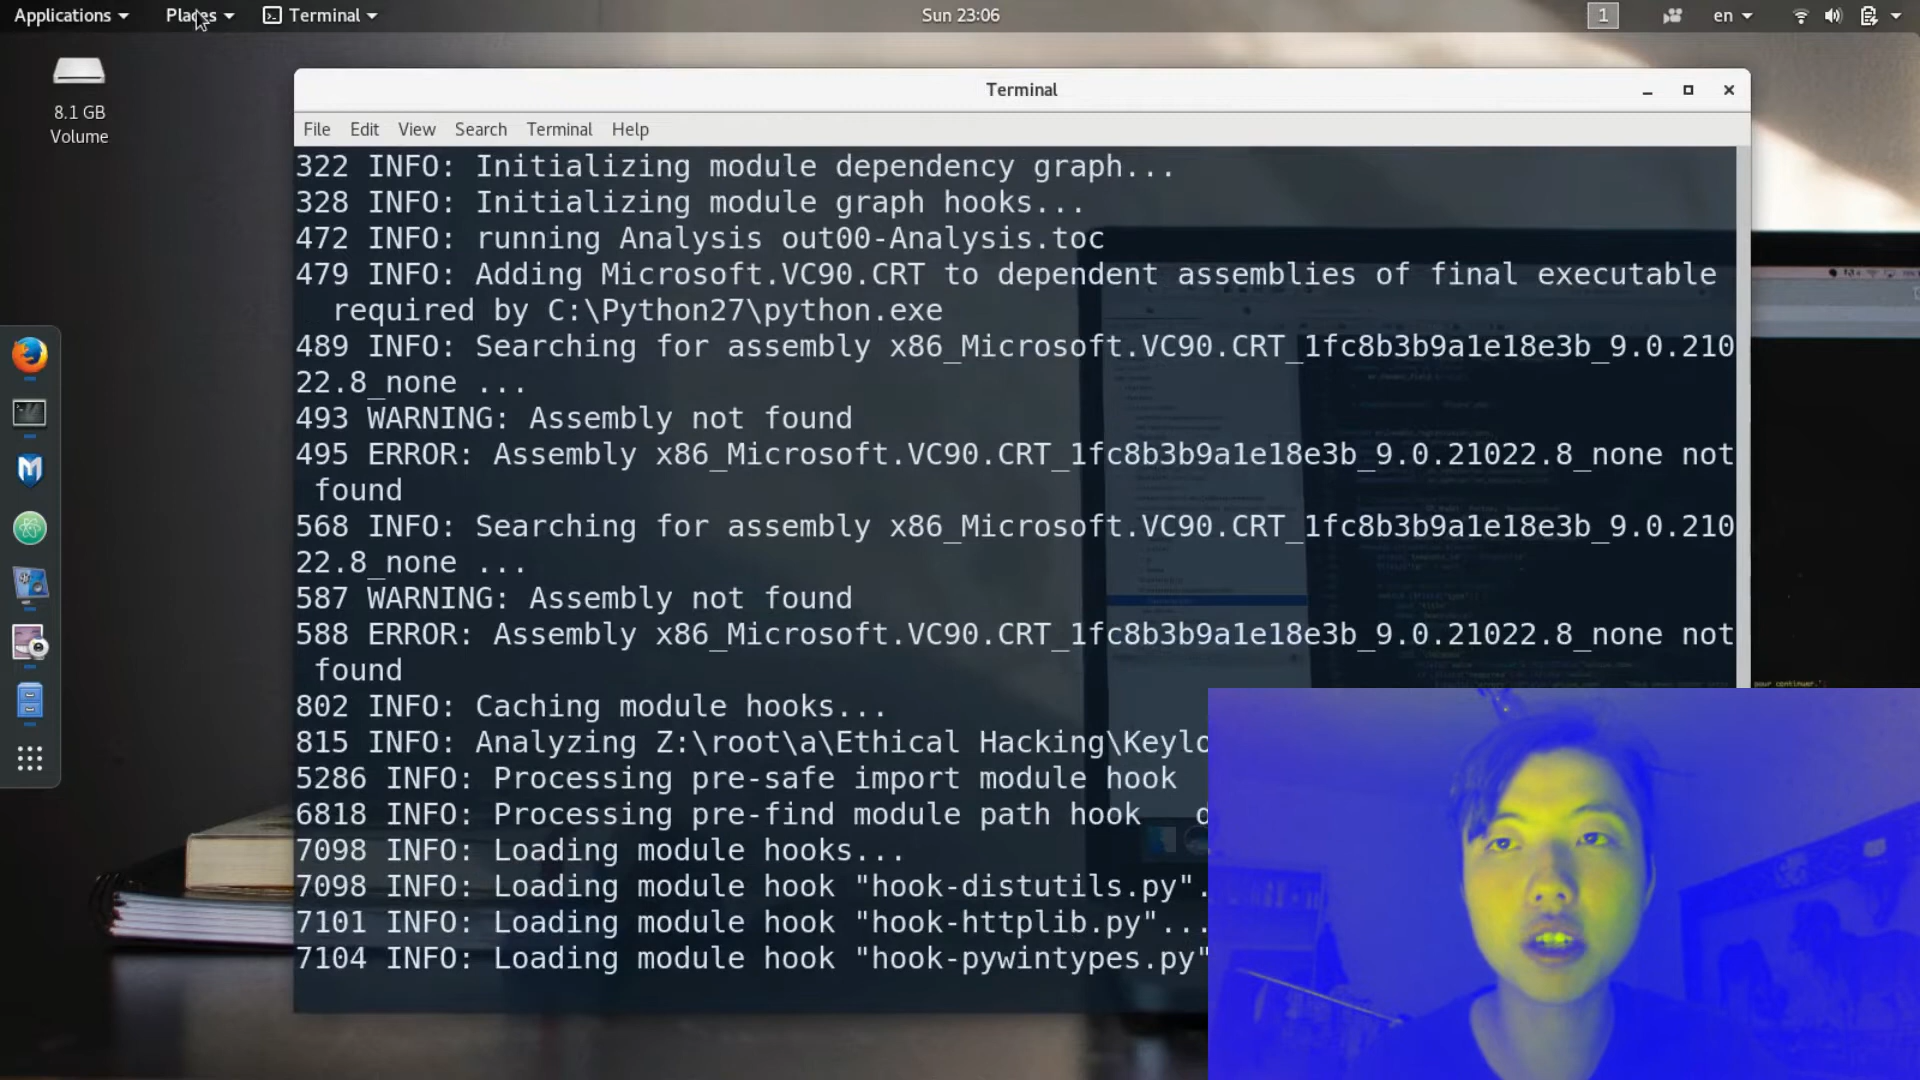 Applications Places Terminal Sun 23:06 1 en
8.1 GB
Volume
Terminal
File Edit View Search Terminal Help
322 INFO: Initializing module dependency graph...
328 INFO: Initializing module graph hooks...
472 INFO: running Analysis out00-Analysis.toc
479 INFO: Adding Microsoft.VC90.CRT to dependent assemblies of final executable
required by C:\Python27\python.exe
489 INFO: Searching for assembly x86_Microsoft.VC90.CRT_1fc8b3b9a1e18e3b_9.0.210
22.8_none ...
493 WARNING: Assembly not found
495 ERROR: Assembly x86_Microsoft.VC90.CRT_1fc8b3b9a1e18e3b_9.0.21022.8_none not
found
568 INFO: Searching for assembly x86_Microsoft.VC90.CRT_1fc8b3b9a1e18e3b_9.0.210
22.8_none ...
587 WARNING: Assembly not found
588 ERROR: Assembly x86_Microsoft.VC90.CRT_1fc8b3b9a1e18e3b_9.0.21022.8_none not
found
802 INFO: Caching module hooks...
815 INFO: Analyzing Z:\root\a\Ethical Hacking\Keylo
5286 INFO: Processing pre-safe import module hook
6818 INFO: Processing pre-find module path hook d
7098 INFO: Loading module hooks...
7098 INFO: Loading module hook "hook-distutils.py".
7101 INFO: Loading module hook "hook-httplib.py"...
7104 INFO: Loading module hook "hook-pywintypes.py"
pour continuer.